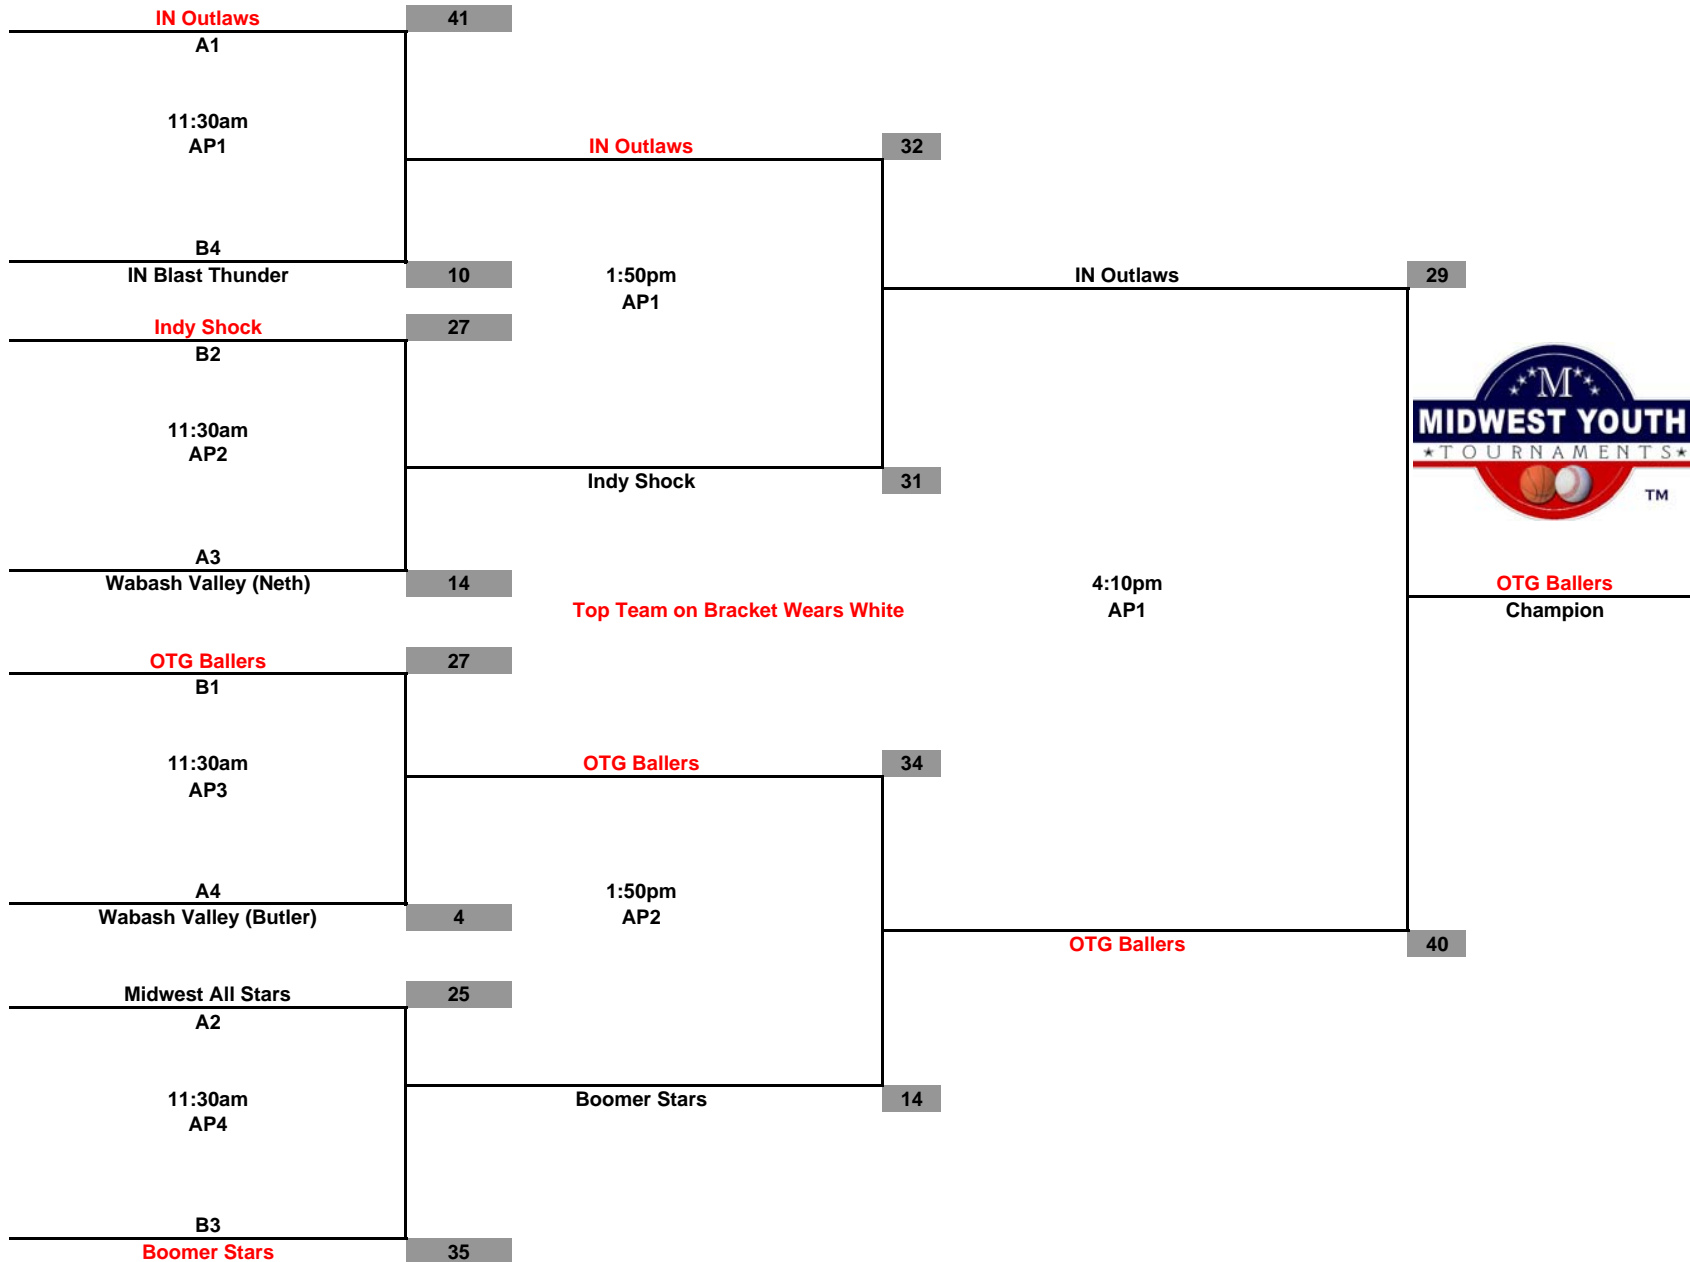 IN Outlaws 41
A1
11:30am
AP1
IN Outlaws 32
B4
IN Blast Thunder 10
1:50pm
AP1
IN Outlaws 29
Indy Shock 27
B2
11:30am
AP2
Indy Shock 31
M
MIDWEST YOUTH
TOURNAMENTS
TM
A3
Wabash Valley (Neth) 14
Top Team on Bracket Wears White
4:10pm
AP1
OTG Ballers
Champion
OTG Ballers 27
B1
11:30am
AP3
OTG Ballers 34
A4
Wabash Valley (Butler) 4
1:50pm
AP2
OTG Ballers 40
Midwest All Stars 25
A2
11:30am
AP4
Boomer Stars 14
B3
Boomer Stars 35